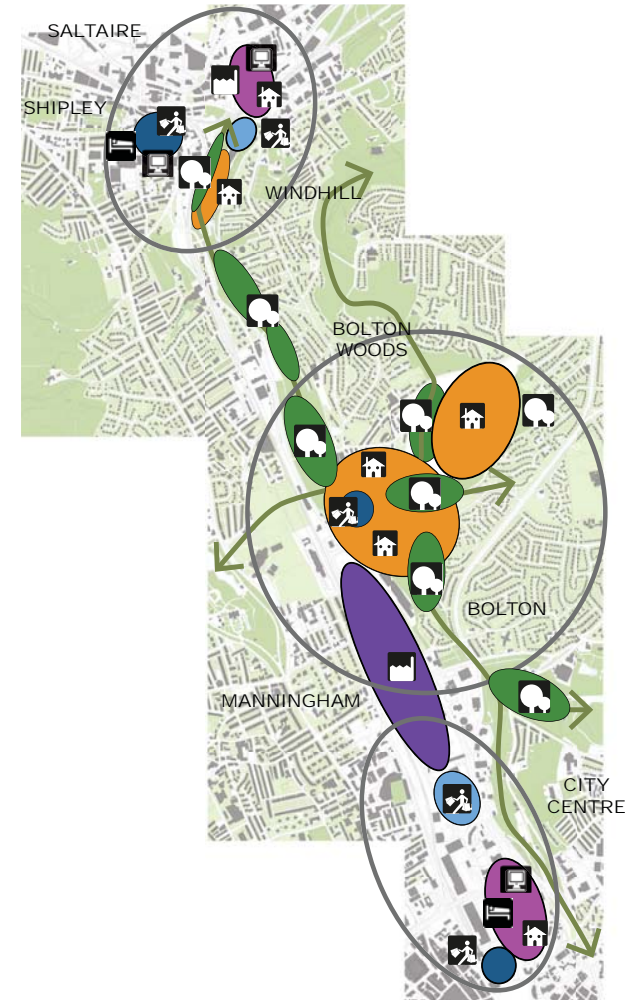 SALTAIRE
SHIPLEY
WINDHILL
BOLTON
WOODS
BOLTON
MANNINGHAM
CITY
CENTRE